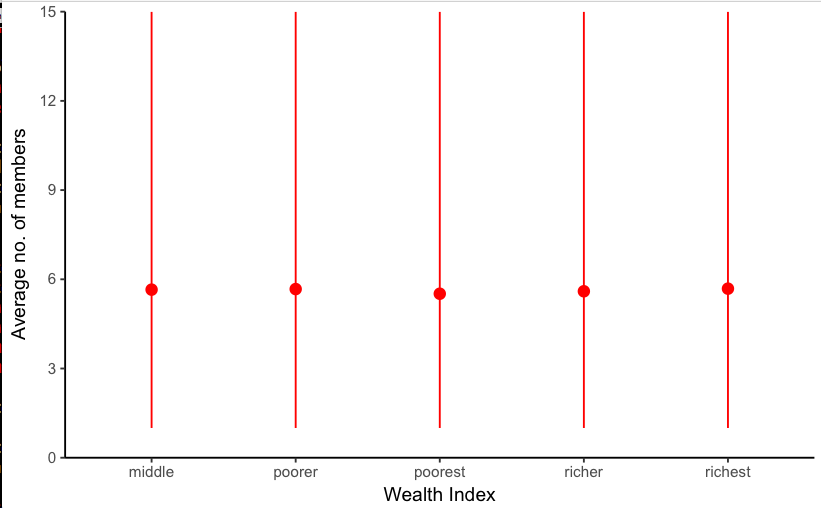 Average no. of members
15
12
9
6
3
0
middle poorer poorest richer richest
Wealth Index